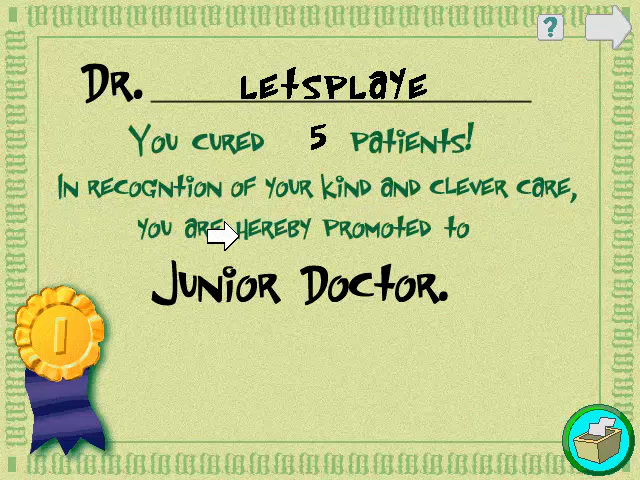 ?
Dr. Letsplaye
You cured 5 patients!
In recogntion of your kind and clever care,
you are hereby promoted to
Junior Doctor.
1